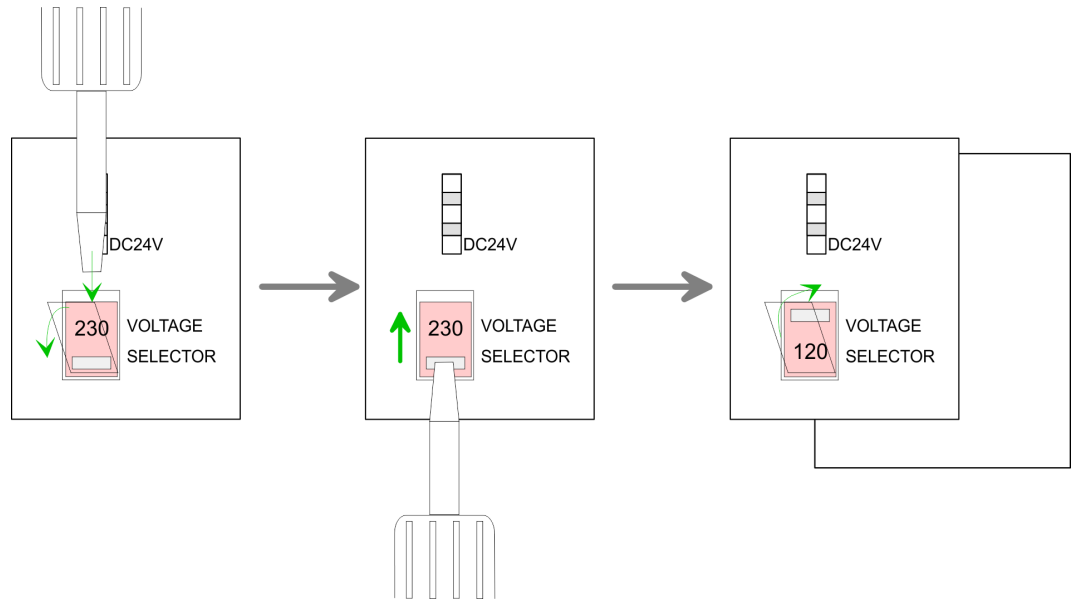 DC24V
230 VOLTAGE
SELECTOR
DC24V
230 VOLTAGE
SELECTOR
DC24V
VOLTAGE
120 SELECTOR